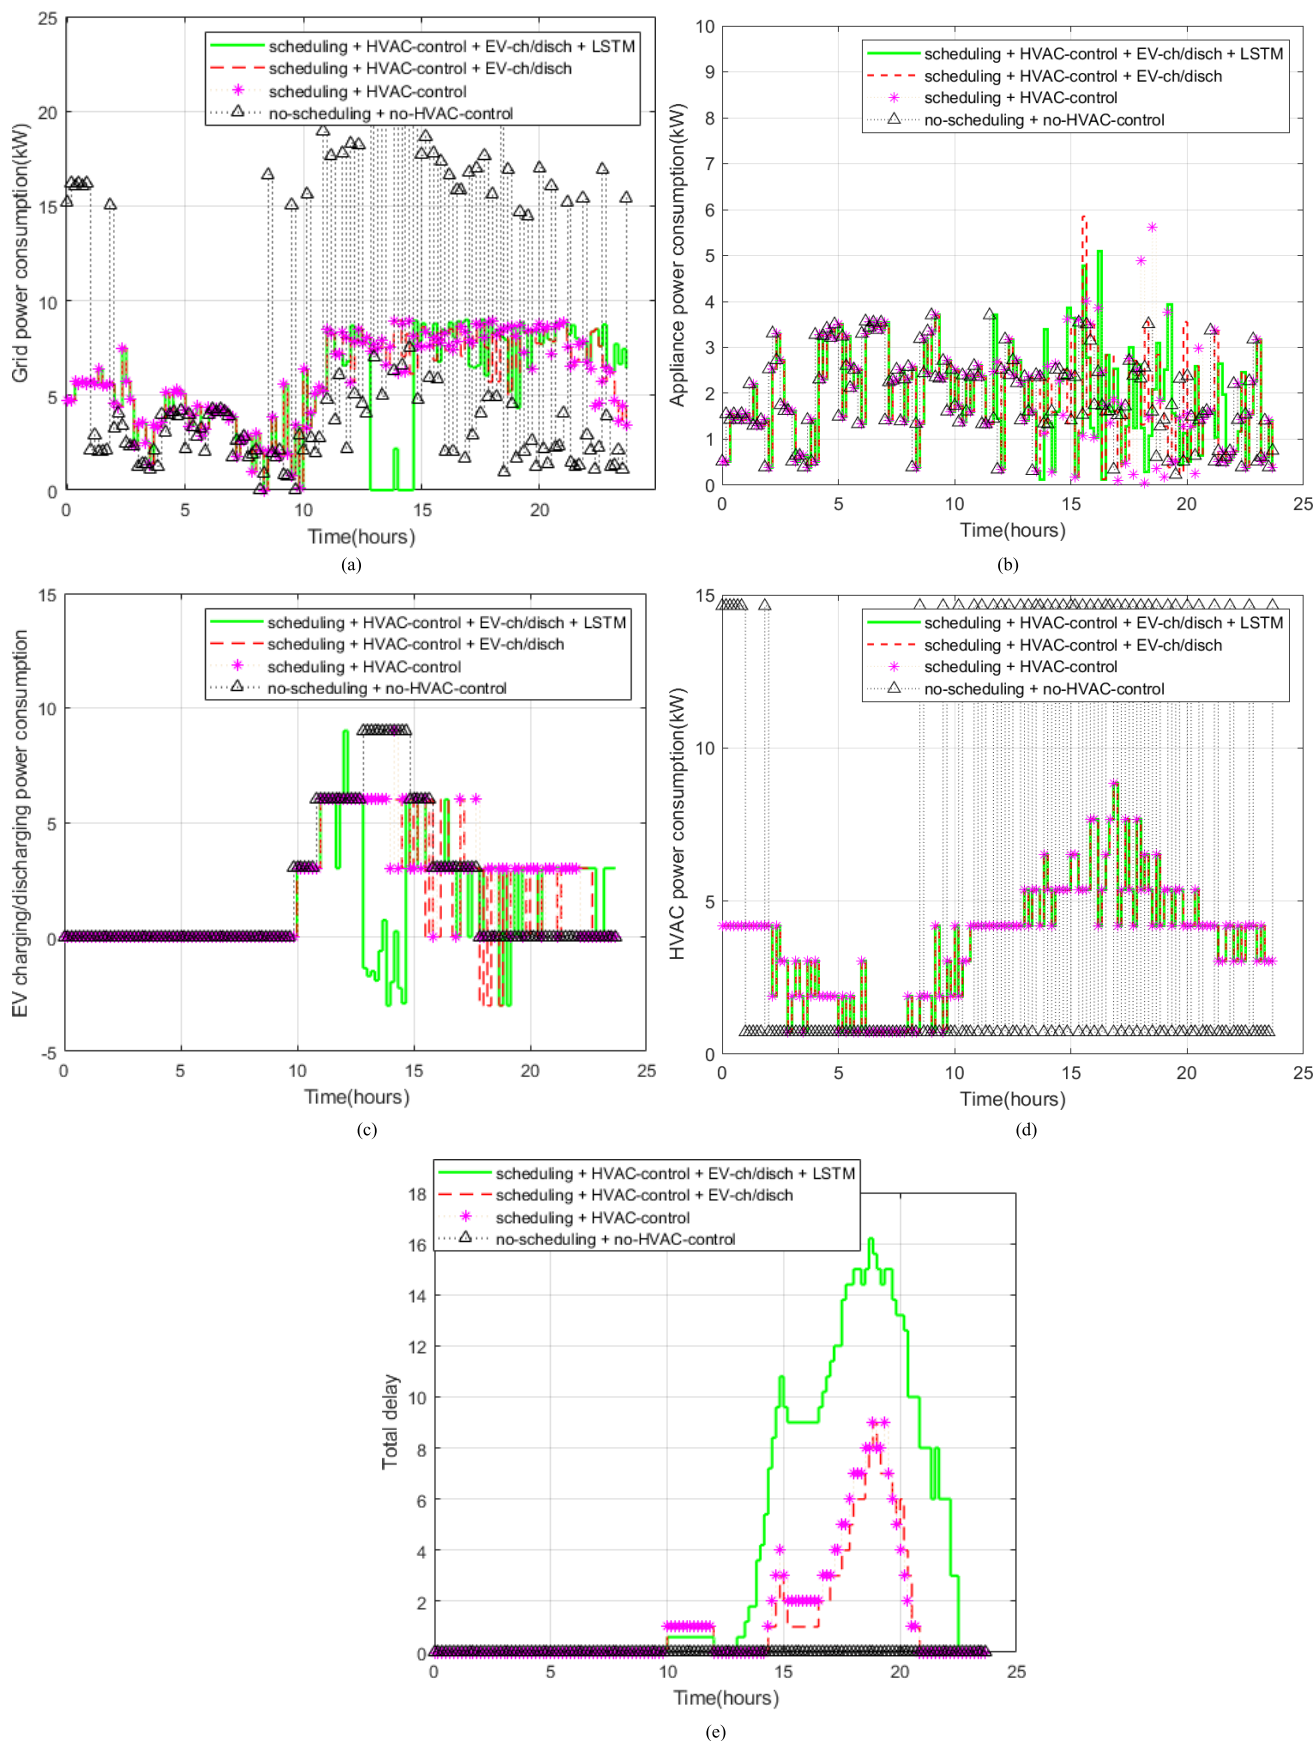 25
20
15
10
5
0
0 5 10 15 20
Grid power consumption(kW)
Time(hours)
scheduling + HVAC-control + EV-ch/disch + LSTM
scheduling + HVAC-control + EV-ch/disch
scheduling + HVAC-control
no-scheduling + no-HVAC-control
(a)
10
9
8
7
6
5
4
3
2
1
0
0 5 10 15 20 25
Appliance power consumption(kW)
Time(hours)
scheduling + HVAC-control + EV-ch/disch + LSTM
scheduling + HVAC-control + EV-ch/disch
scheduling + HVAC-control
no-scheduling + no-HVAC-control
(b)
15
10
5
0
-5
0 5 10 15 20 25
EV charging/discharging power consumption
Time(hours)
scheduling + HVAC-control + EV-ch/disch + LSTM
scheduling + HVAC-control + EV-ch/disch
scheduling + HVAC-control
no-scheduling + no-HVAC-control
(c)
15
10
5
0
0 5 10 15 20 25
HVAC power consumption(kW)
Time(hours)
scheduling + HVAC-control + EV-ch/disch + LSTM
scheduling + HVAC-control + EV-ch/disch
scheduling + HVAC-control
no-scheduling + no-HVAC-control
(d)
scheduling + HVAC-control + EV-ch/disch + LSTM
scheduling + HVAC-control + EV-ch/disch
scheduling + HVAC-control
no-scheduling + no-HVAC-control
18
16
14
12
10
8
6
4
2
0
0 5 10 15 20 25
Total delay
Time(hours)
(e)